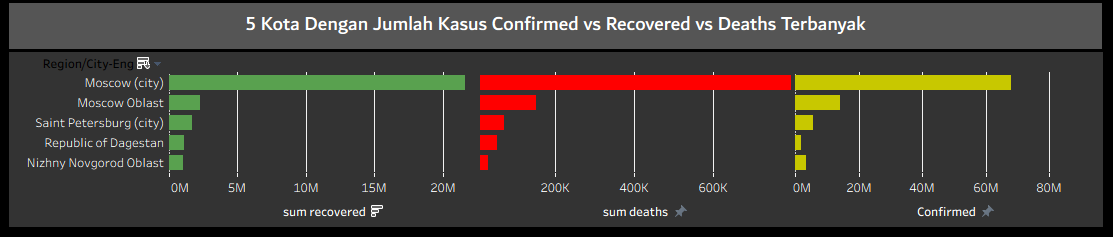 5 Kota Dengan Jumlah Kasus Confirmed vs Recovered vs Deaths Terbanyak
Region/City-Eng
Moscow (city)
Moscow Oblast
Saint Petersburg (city)
Republic of Dagestan
Nizhny Novgorod Oblast
0M 5M 10M 15M 20M 200K 400K 600K 0M 20M 40M 60M 80M
sum recovered sum deaths Confirmed